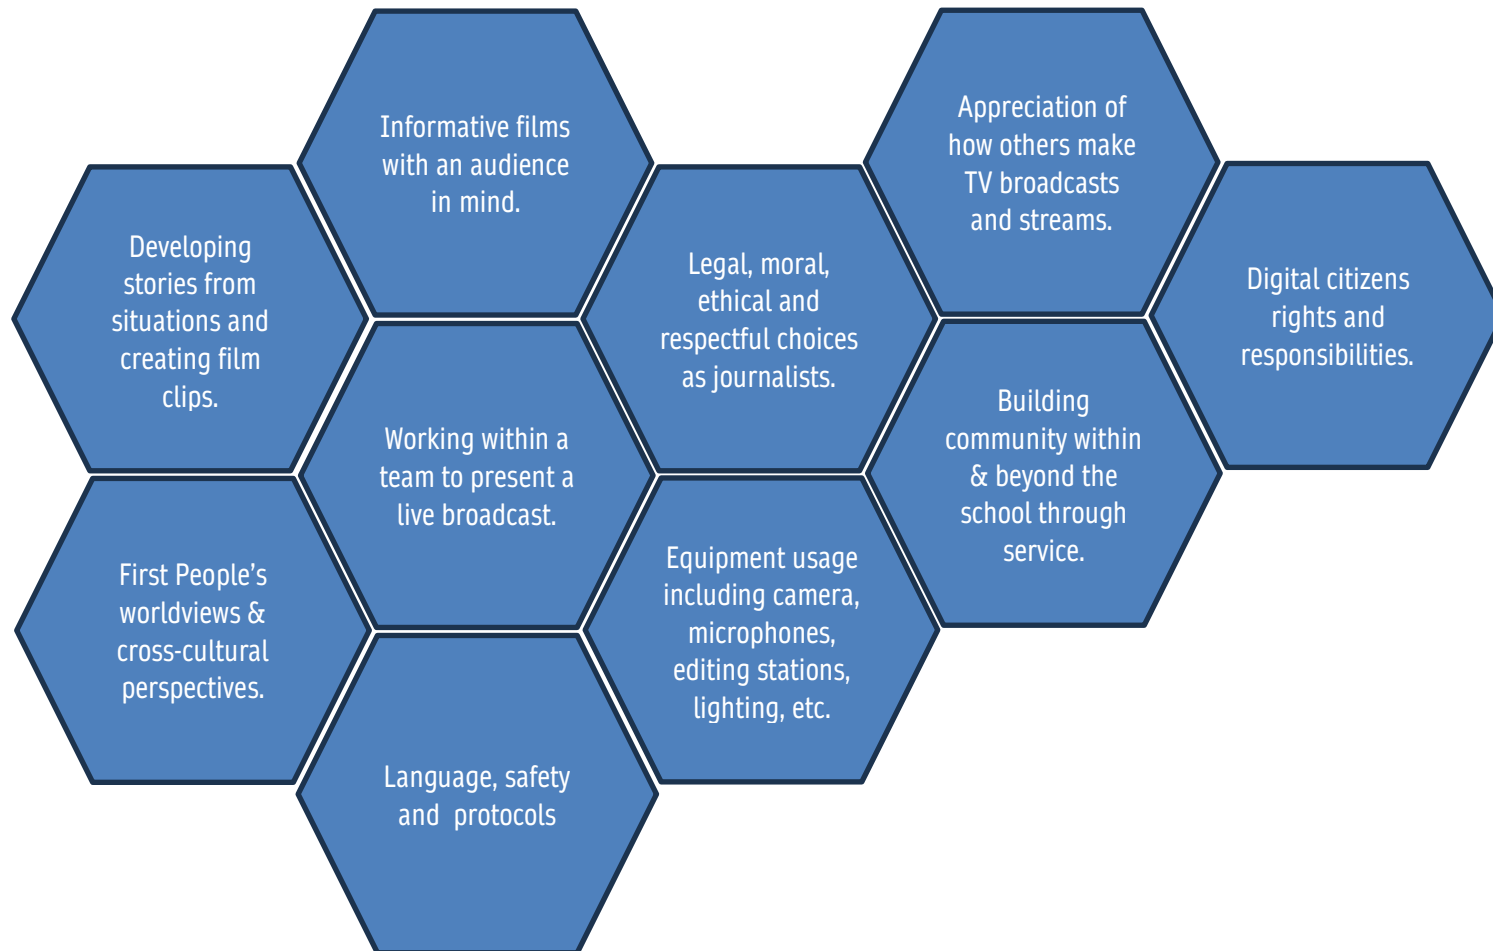 Informative films
with an audience
in mind.
Appreciation of
how others make
TV broadcasts
and streams.
Developing
stories from
situations and
creating film
clips.
Legal, moral,
ethical and
respectful choices
as journalists.
Digital citizens
rights and
responsibilities.
Working within a
team to present a
live broadcast.
Building
community within
& beyond the
school through
service.
First People’s
worldviews &
cross-cultural
perspectives.
Equipment usage
including camera,
microphones,
editing stations,
lighting, etc.
Language, safety
and  protocols